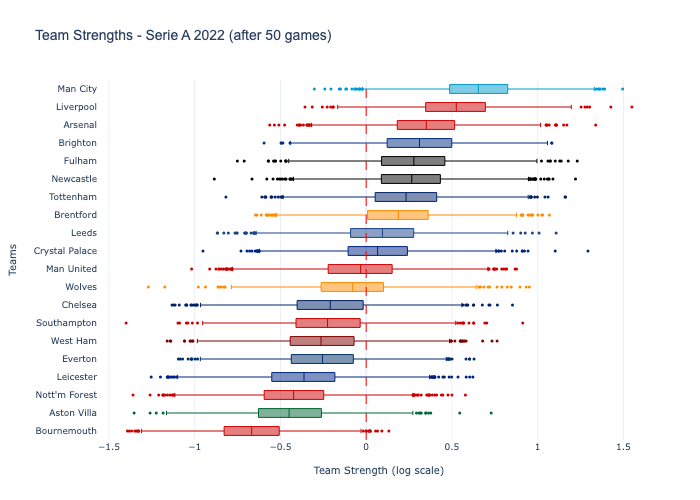 Team Strengths - Serie A 2022 (after 50 games)
Man City
Liverpool
Arsenal
Brighton
Fulham
Newcastle
Tottenham
Brentford
Leeds
Crystal Palace
Man United
Wolves
Chelsea
Southampton
West Ham
Everton
Leicester
Nott'm Forest
Aston Villa
Bournemouth
Teams
−1.5 −1 −0.5 0 0.5 1 1.5
Team Strength (log scale)